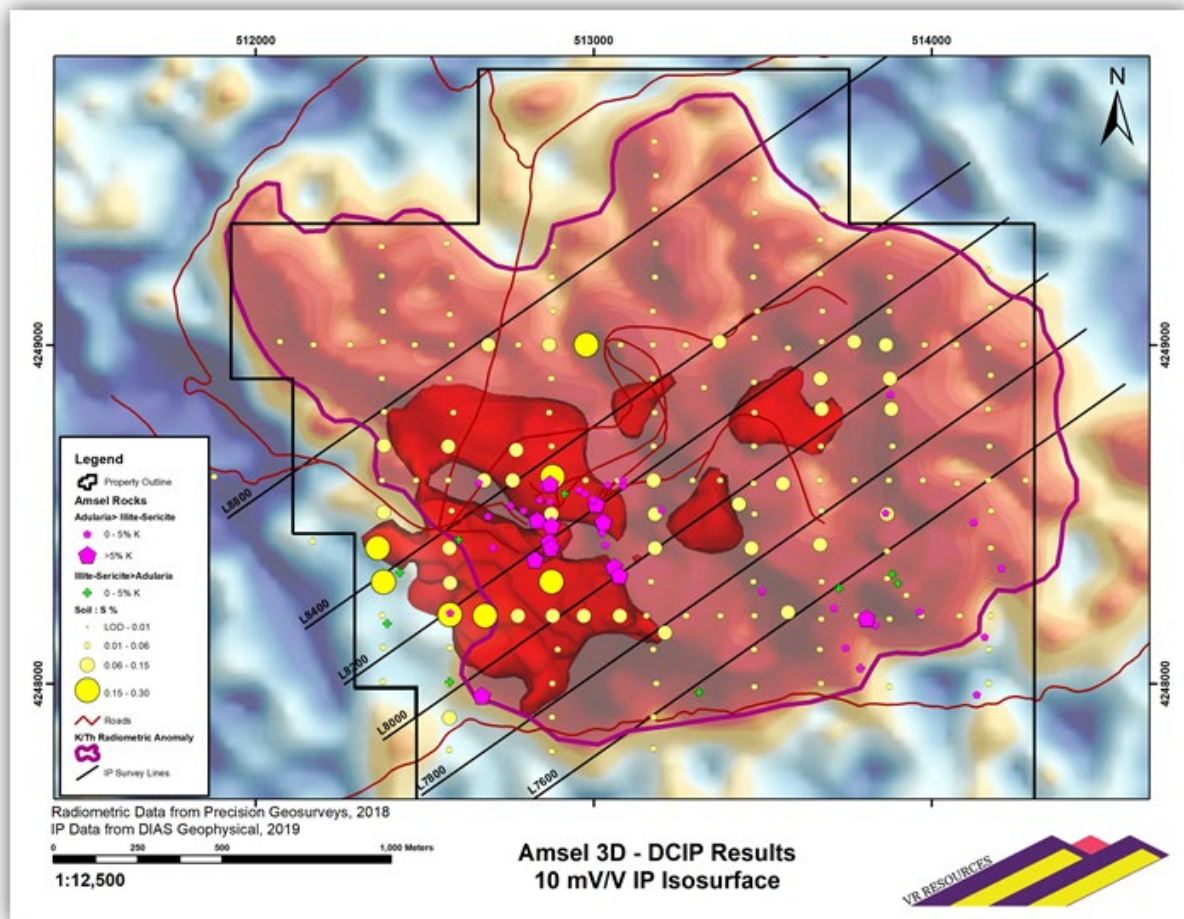 512000
513000
514000
N
4249000
4249000
4248000
4248000
L8800
L8400
L8200
L8000
L7800
L7600
Legend
Property Outline
Amsel Rocks
Adularia> Illite-Sericite
0 - 5% K
>5% K
Illite-Sericite>Adularia
0 - 5% K
Soil : S %
LOD - 0.01
0.01 - 0.06
0.06 - 0.15
0.15 - 0.30
Roads
K/Th Radiometric Anomaly
IP Survey Lines
Radiometric Data from Precision Geosurveys, 2018
IP Data from DIAS Geophysical, 2019
0 250 500 1,000 Meters
1:12,500
Amsel 3D - DCIP Results
10 mV/V IP Isosurface
VR RESOURCES